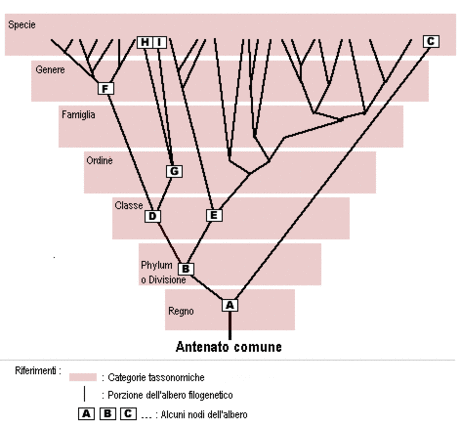 Specie
H I C
Genere
F
Famiglia
Ordine
G
Classe
D E
Phylum
o Divisione
B
A
Regno
Antenato comune
Riferimenti :
: Categorie tassonomiche
: Porzione dell'albero filogenetico
A B C ... : Alcuni nodi dell'albero